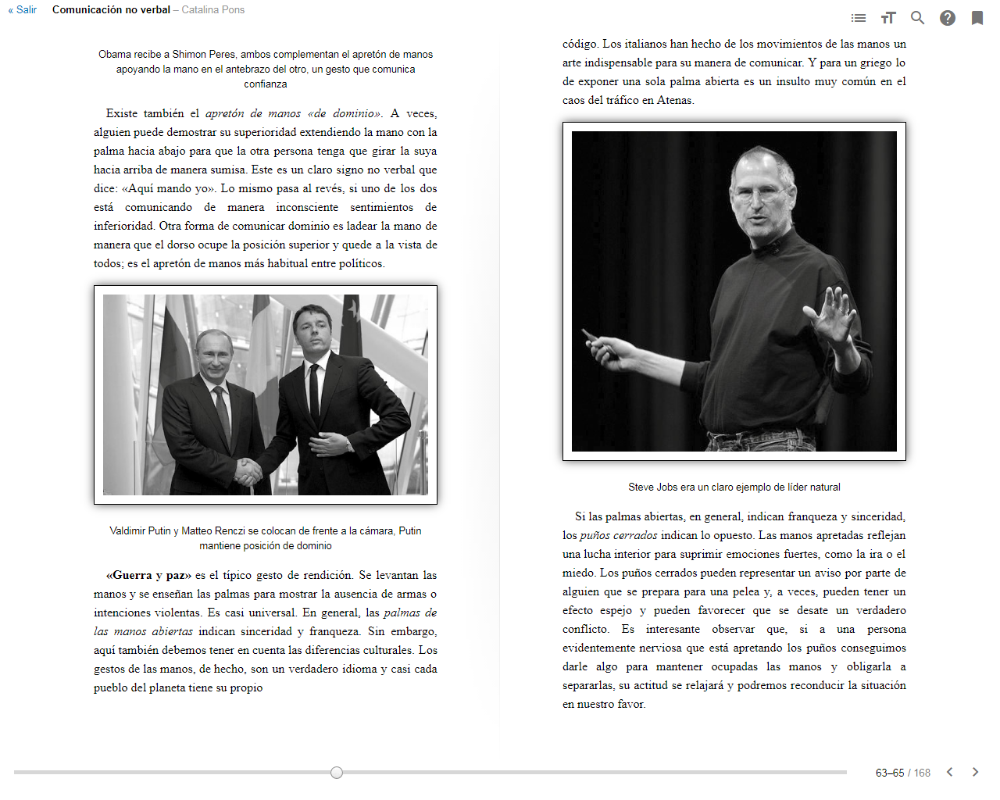 « Salir Comunicación no verbal – Catalina Pons
Obama recibe a Shimon Peres, ambos complementan el apretón de manos
apoyando la mano en el antebrazo del otro, un gesto que comunica
confianza
Existe también el apretón de manos «de dominio». A veces,
alguien puede demostrar su superioridad extendiendo la mano con la
palma hacia abajo para que la otra persona tenga que girar la suya
hacia arriba de manera sumisa. Este es un claro signo no verbal que
dice: «Aquí mando yo». Lo mismo pasa al revés, si uno de los dos
está comunicando de manera inconsciente sentimientos de
inferioridad. Otra forma de comunicar dominio es ladear la mano de
manera que el dorso ocupe la posición superior y quede a la vista de
todos; es el apretón de manos más habitual entre políticos.
Valdimir Putin y Matteo Renczi se colocan de frente a la cámara, Putin
mantiene posición de dominio
«Guerra y paz» es el típico gesto de rendición. Se levantan las
manos y se enseñan las palmas para mostrar la ausencia de armas o
intenciones violentas. Es casi universal. En general, las palmas de
las manos abiertas indican sinceridad y franqueza. Sin embargo,
aquí también debemos tener en cuenta las diferencias culturales. Los
gestos de las manos, de hecho, son un verdadero idioma y casi cada
pueblo del planeta tiene su propio
código. Los italianos han hecho de los movimientos de las manos un
arte indispensable para su manera de comunicar. Y para un griego lo
de exponer una sola palma abierta es un insulto muy común en el
caos del tráfico en Atenas.
Steve Jobs era un claro ejemplo de líder natural
Si las palmas abiertas, en general, indican franqueza y sinceridad,
los puños cerrados indican lo opuesto. Las manos apretadas reflejan
una lucha interior para suprimir emociones fuertes, como la ira o el
miedo. Los puños cerrados pueden representar un aviso por parte de
alguien que se prepara para una pelea y, a veces, pueden tener un
efecto espejo y pueden favorecer que se desate un verdadero
conflicto. Es interesante observar que, si a una persona
evidentemente nerviosa que está apretando los puños conseguimos
darle algo para mantener ocupadas las manos y obligarla a
separarlas, su actitud se relajará y podremos reconducir la situación
en nuestro favor.
63–65 / 168